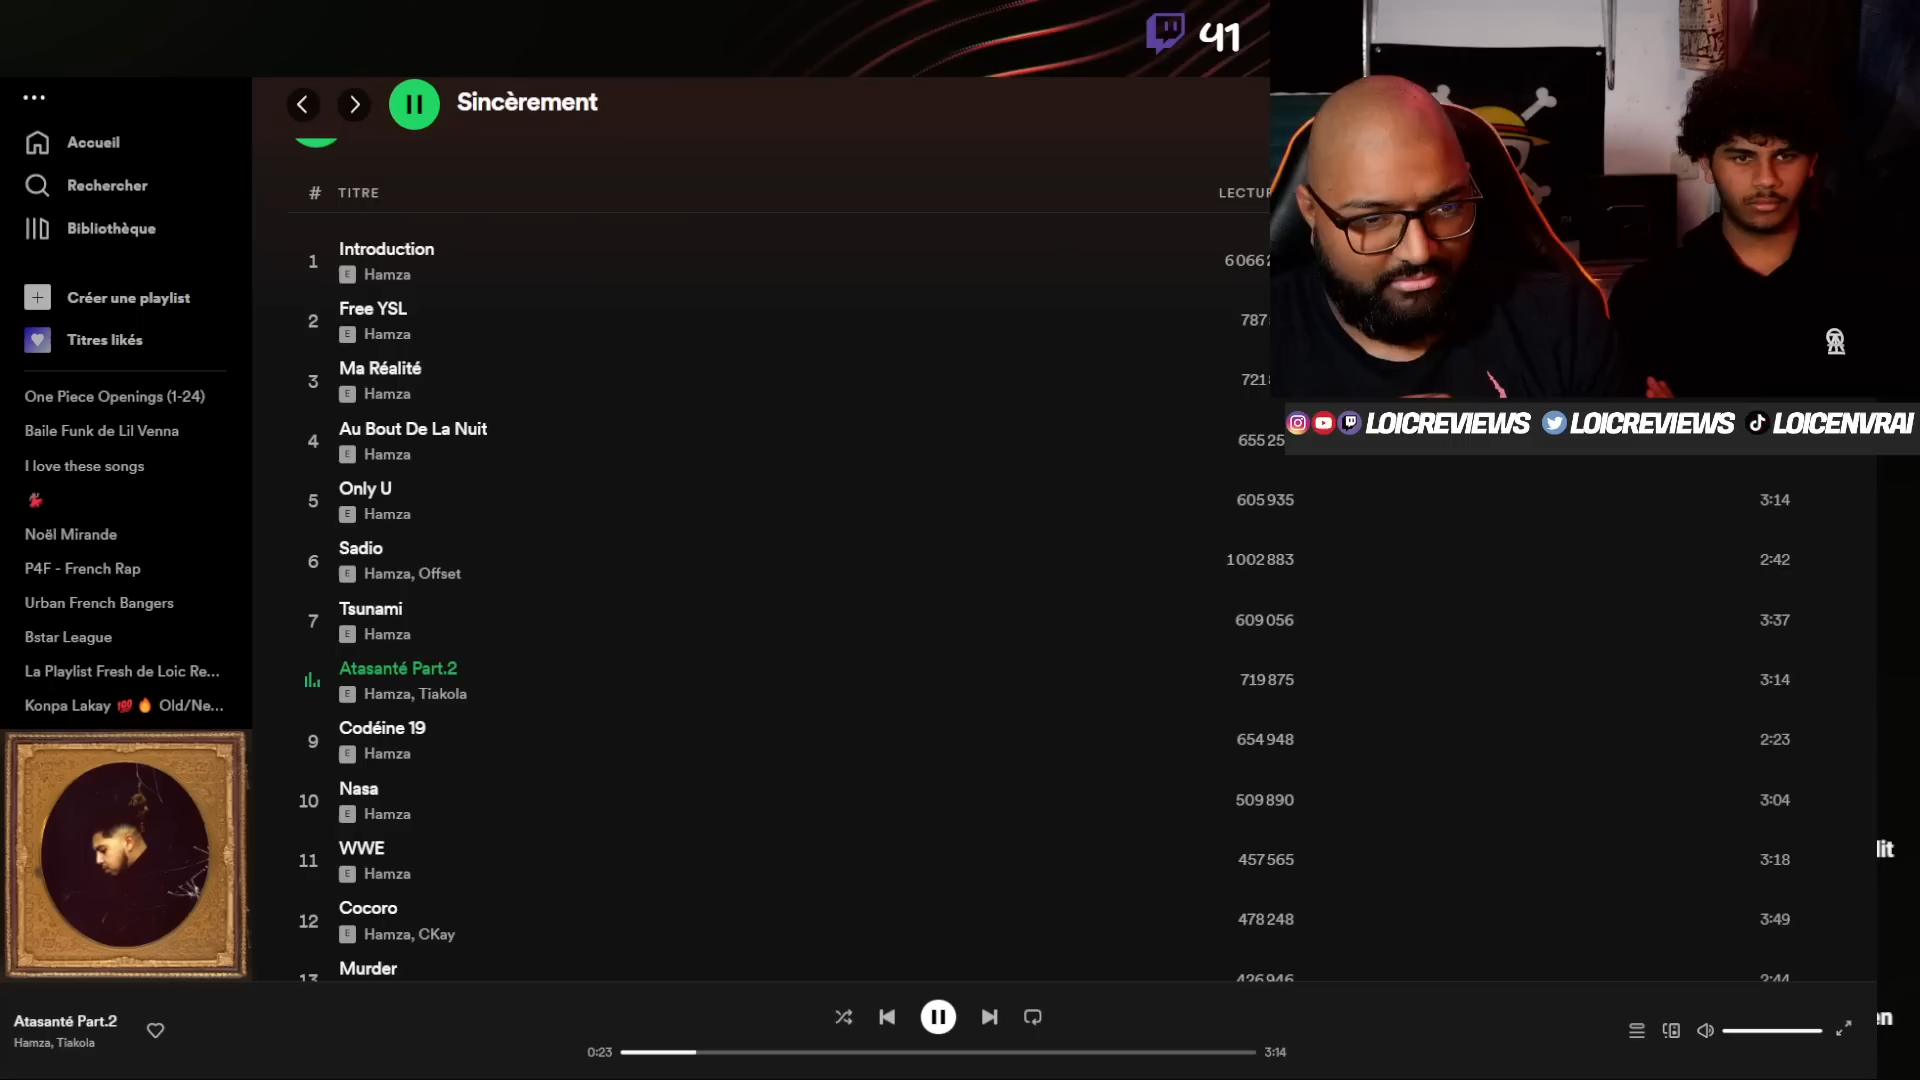 41
Sincèrement
Accueil
Rechercher
Bibliothèque
Créer une playlist
Titres likés
One Piece Openings (1-24)
Baile Funk de Lil Venna
I love these songs
Noël Mirande
P4F - French Rap
Urban French Bangers
Bstar League
La Playlist Fresh de Loic Re...
Konpa Lakay 💯 🔥 Old/Ne...
# TITRE
1 Introduction
E Hamza
2 Free YSL
E Hamza
3 Ma Réalité
E Hamza
4 Au Bout De La Nuit
E Hamza
5 Only U 605 935 3:14
E Hamza
6 Sadio 1 002 883 2:42
E Hamza, Offset
7 Tsunami 609 056 3:37
E Hamza
Atasanté Part.2 719 875 3:14
E Hamza, Tiakola
9 Codéine 19 654 948 2:23
E Hamza
10 Nasa 509 890 3:04
E Hamza
11 WWE 457 565 3:18
E Hamza
12 Cocoro 478 248 3:49
E Hamza, CKay
13 Murder 426 946 2:44
LOICREVIEWS LOICREVIEWS LOICENVRAI
Atasanté Part.2
Hamza, Tiakola
0:23 3:14